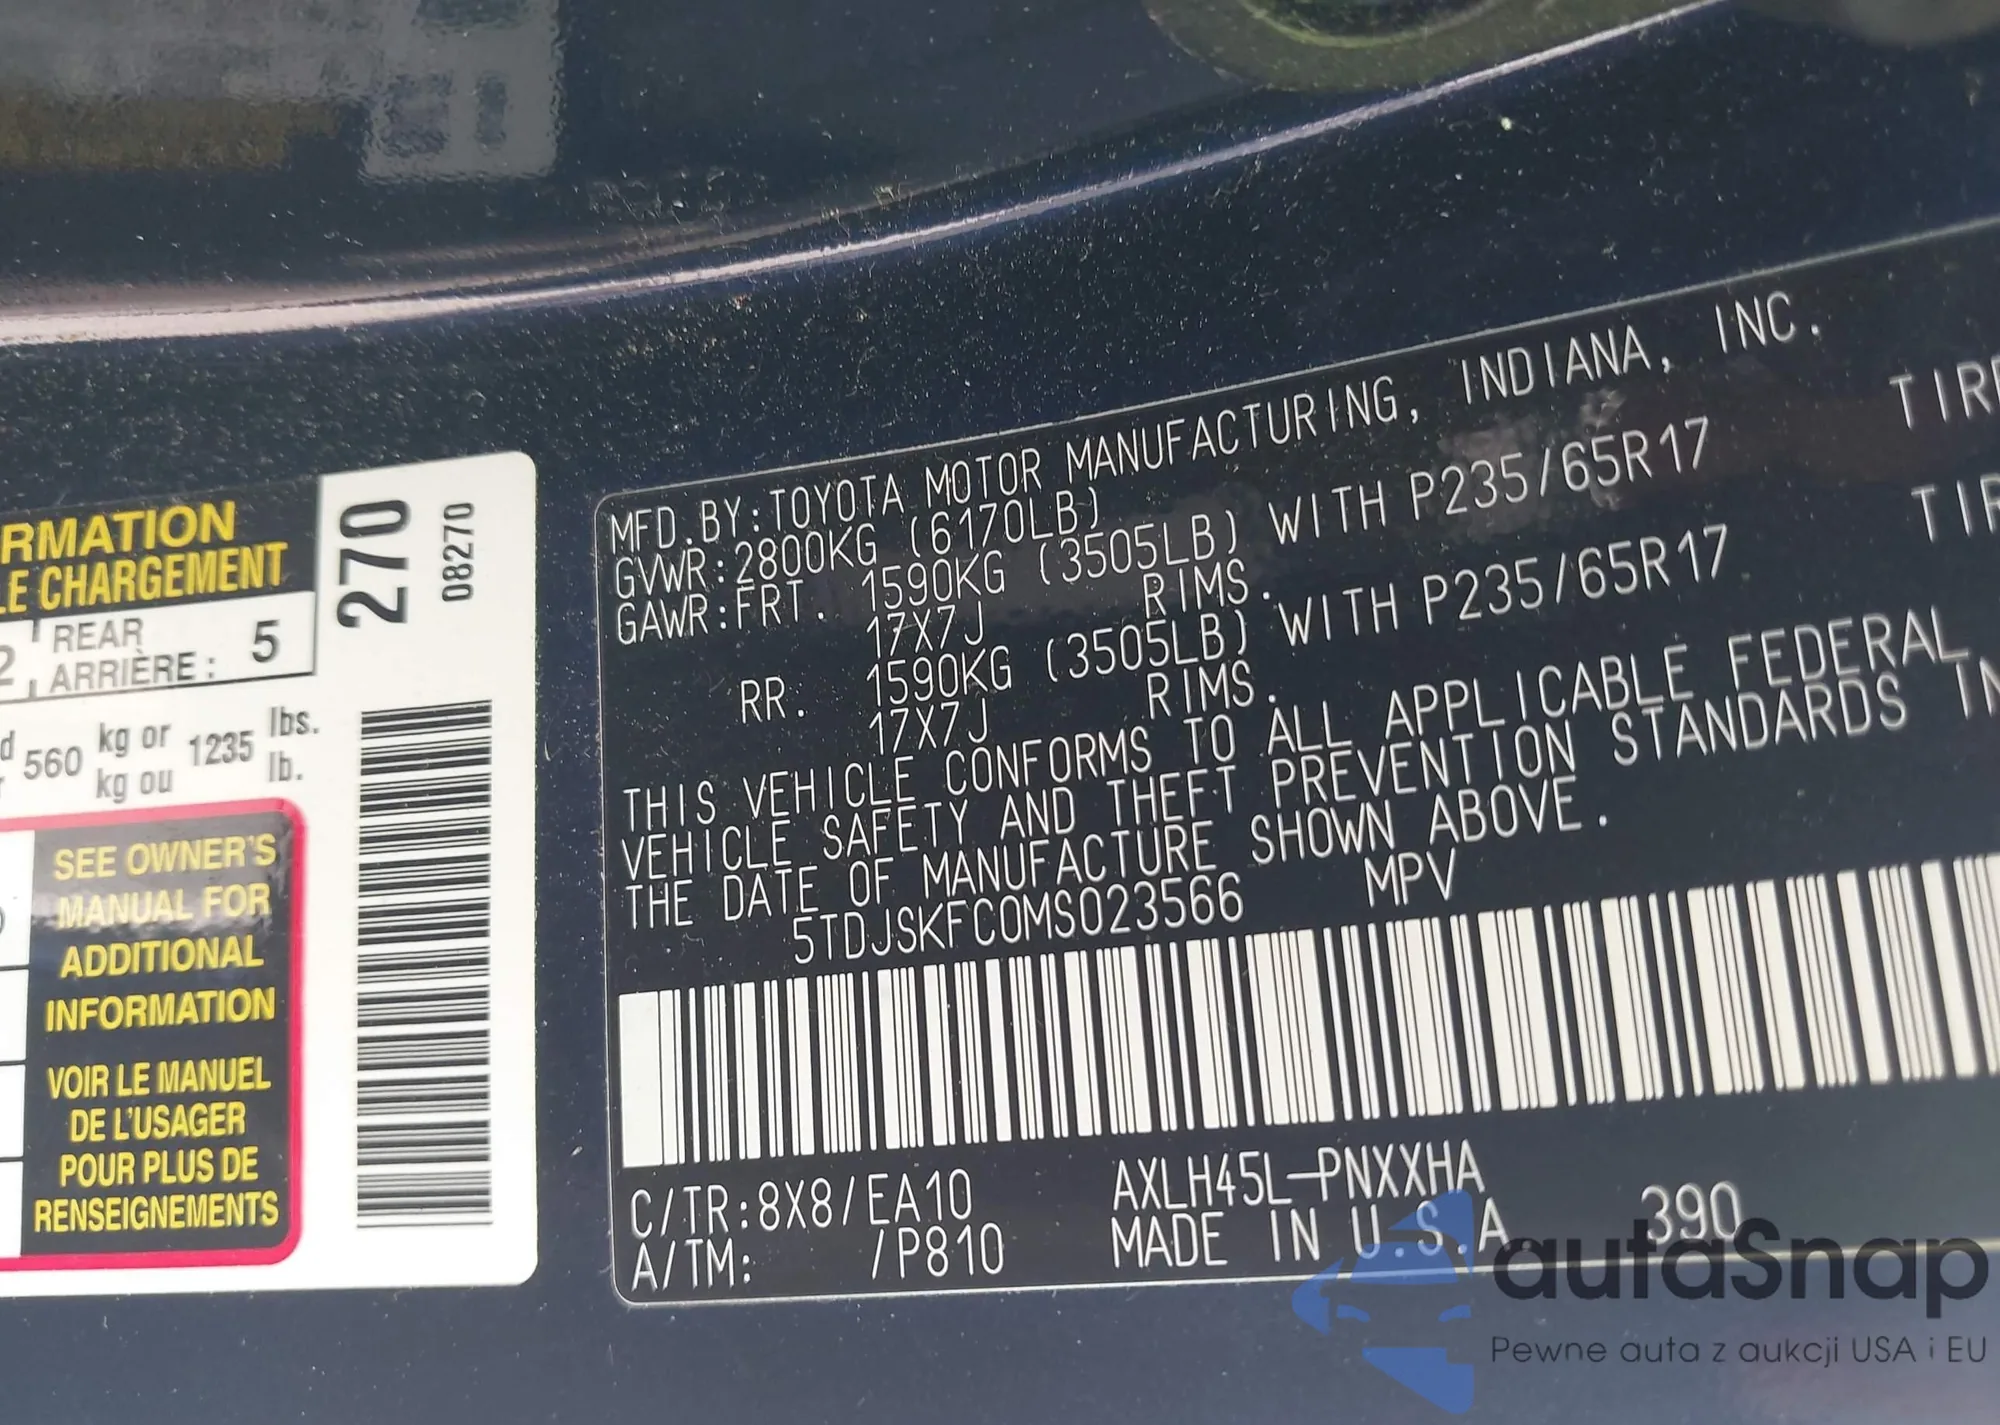 RMATION
LE CHARGEMENT
2
REAR
ARRIÈRE : 5
560 kg or 1235 lbs.
kg ou lb.
SEE OWNER'S
MANUAL FOR
ADDITIONAL
INFORMATION
VOIR LE MANUEL
DE L'USAGER
POUR PLUS DE
RENSEIGNEMENTS
270
08270
MFD.BY:TOYOTA MOTOR MANUFACTURING, INDIANA, INC.
GVWR:2800KG (6170LB)
GAWR:FRT. 1590KG (3505LB) WITH P235/65R17 TIRE
17X7J RIMS.
RR. 1590KG (3505LB) WITH P235/65R17 TIR
17X7J RIMS.
THIS VEHICLE CONFORMS TO ALL APPLICABLE FEDERAL
VEHICLE SAFETY AND THEFT PREVENTION STANDARDS IN
THE DATE OF MANUFACTURE SHOWN ABOVE.
5TDJSKFC0MS023566 MPV
C/TR:8X8/EA10 AXLH45L-PNXXHA
A/TM: /P810 MADE IN U.S.A. 390
autaSnap
Pewne auta z aukcji USA i EU